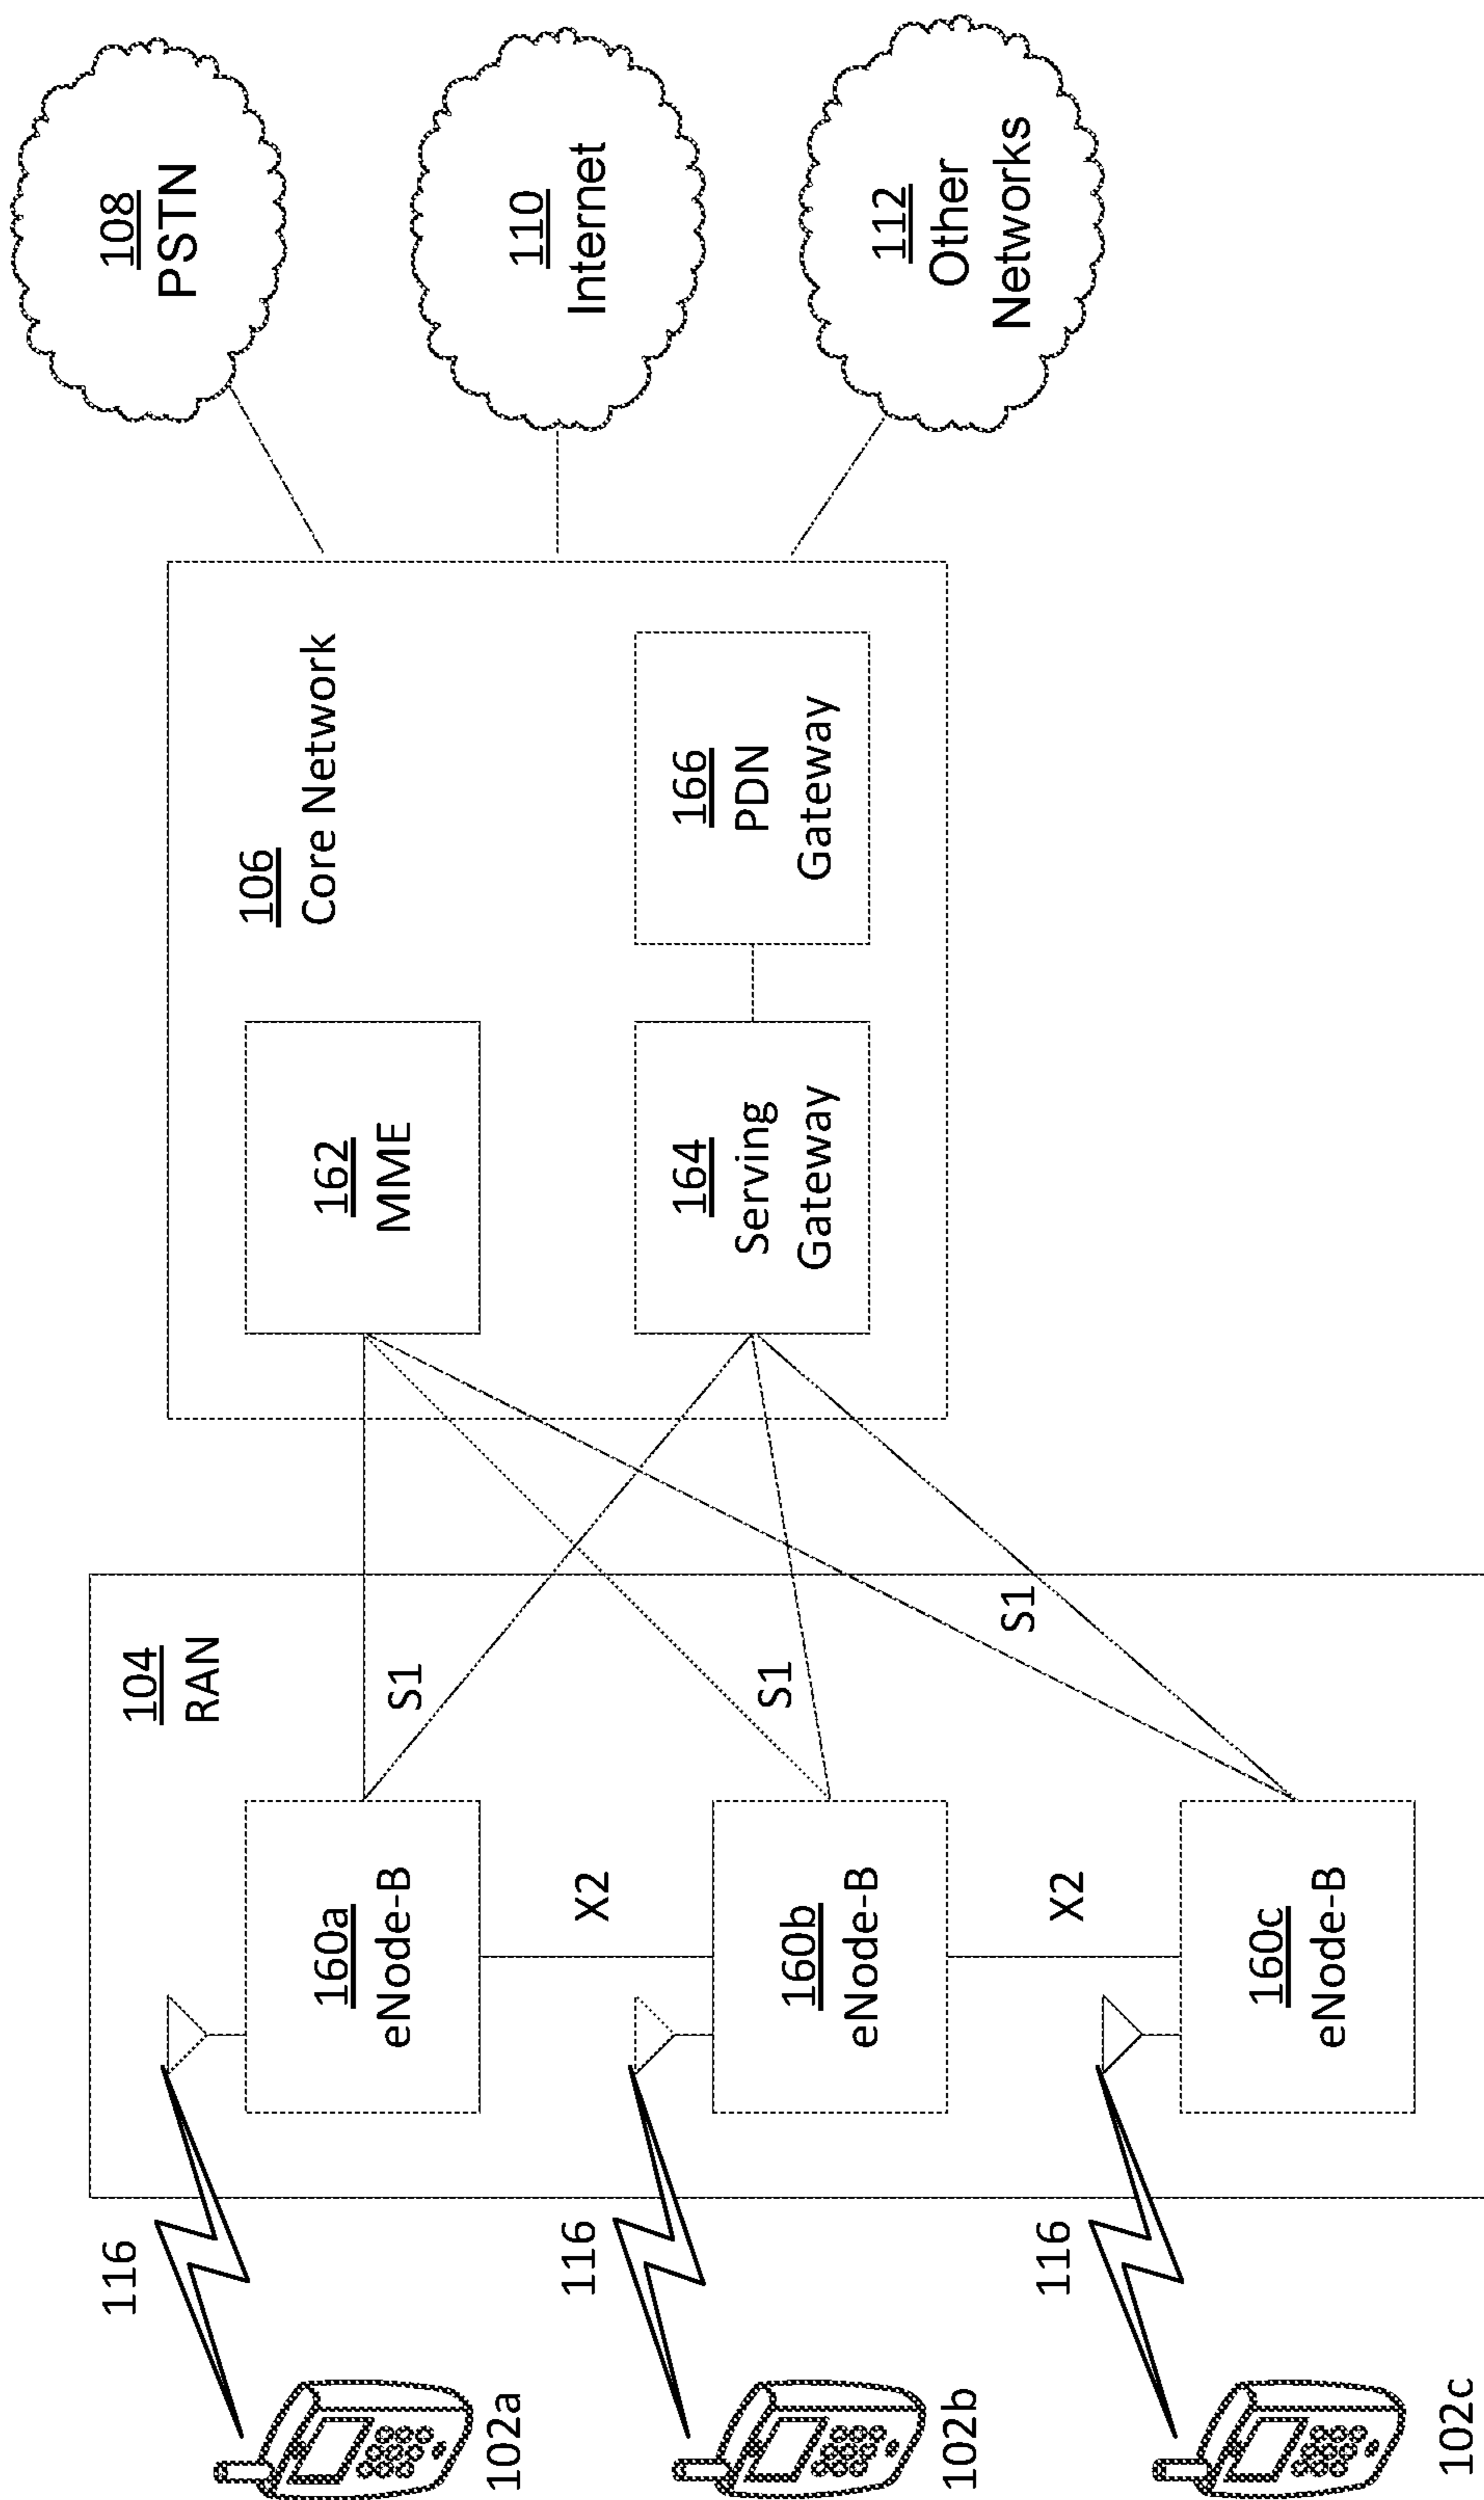 116
102a
116
102b
116
102c
104
RAN
160a
eNode-B
X2
160b
eNode-B
X2
160c
eNode-B
S1
S1
S1
106
Core Network
162
MME
164
Serving
Gateway
166
PDN
Gateway
108
PSTN
110
Internet
112
Other
Networks